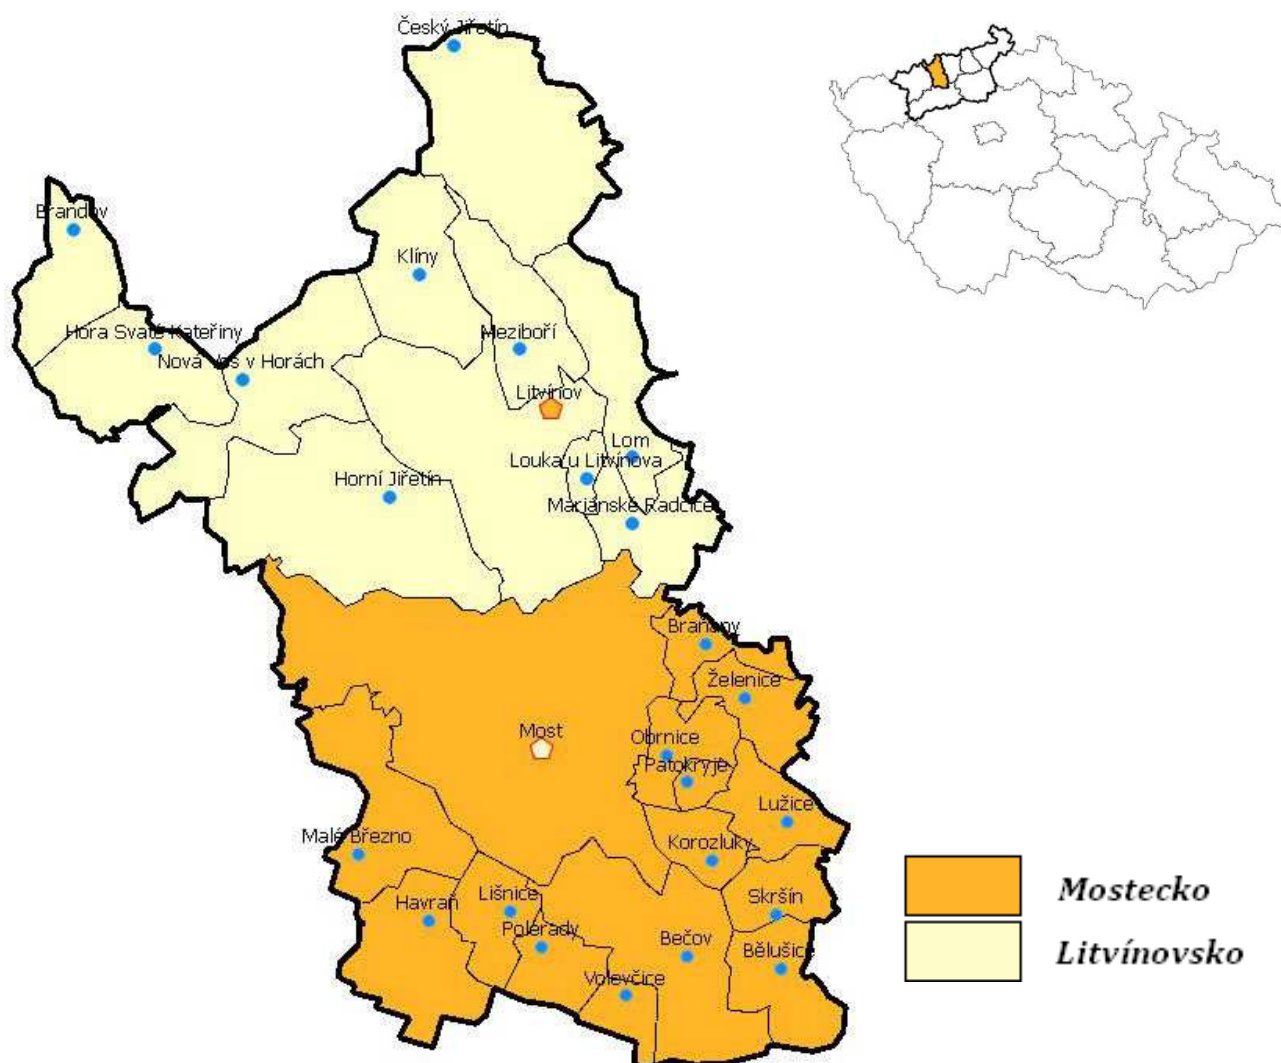 Český Jiřetín
Brandov
Klíny
Hora Svaté Kateřiny
Meziboří
Nová Ves v Horách
Litvínov
Lom
Louka u Litvínova
Horní Jiřetín
Mariánské Radčice
Braňany
Želenice
Most
Obrnice
Patokryje
Lužice
Malé Březno
Korozluky
Lišnice
Skršín
Havraň
Polerady
Bečov
Bělušice
Volevčice
Mostecko
Litvínovsko